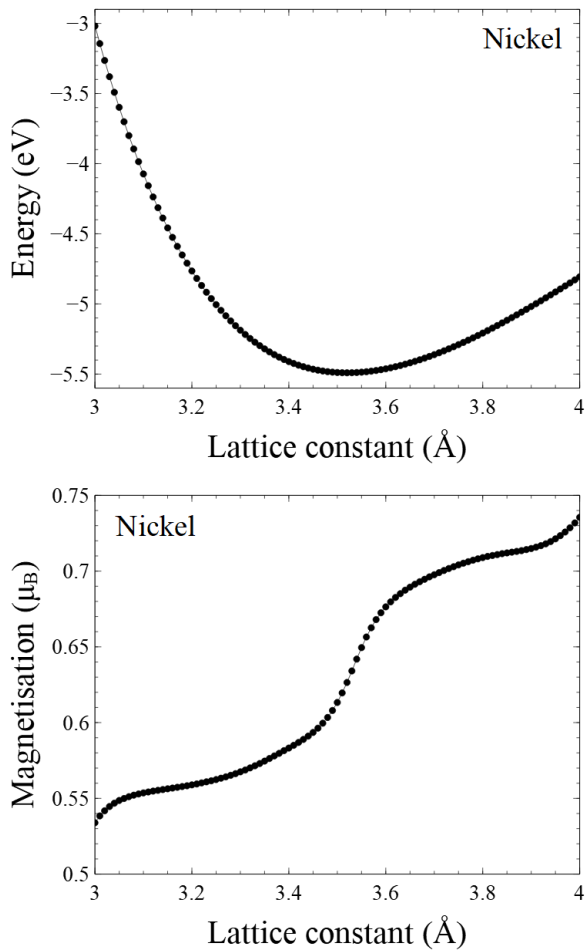 −3
−3.5
−4
−4.5
−5
−5.5
Energy (eV)
Nickel
3 3.2 3.4 3.6 3.8 4
Lattice constant (Å)
0.75
0.7
0.65
0.6
0.55
0.5
Magnetisation (μB)
Nickel
3 3.2 3.4 3.6 3.8 4
Lattice constant (Å)